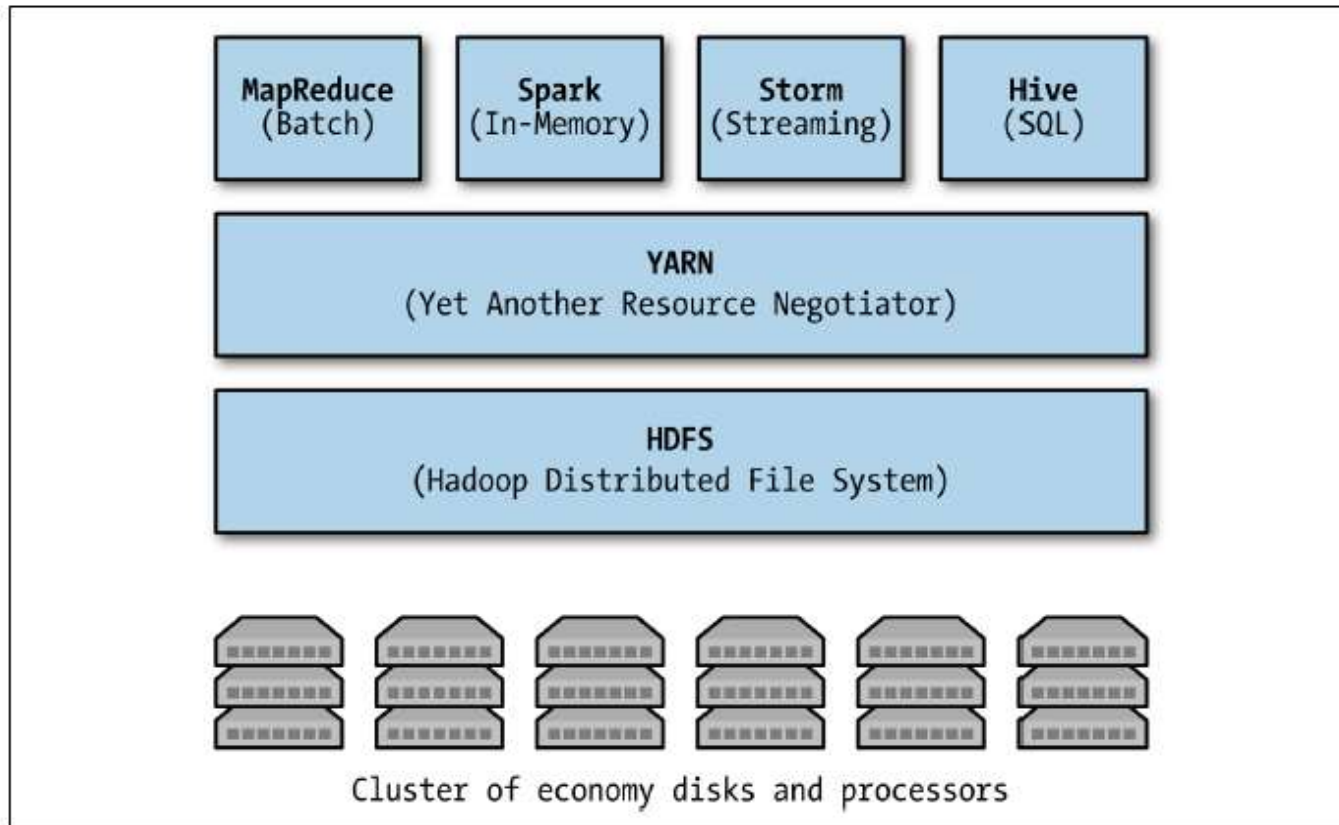 MapReduce
(Batch)
Spark
(In-Memory)
Storm
(Streaming)
Hive
(SQL)
YARN
(Yet Another Resource Negotiator)
HDFS
(Hadoop Distributed File System)
Cluster of economy disks and processors